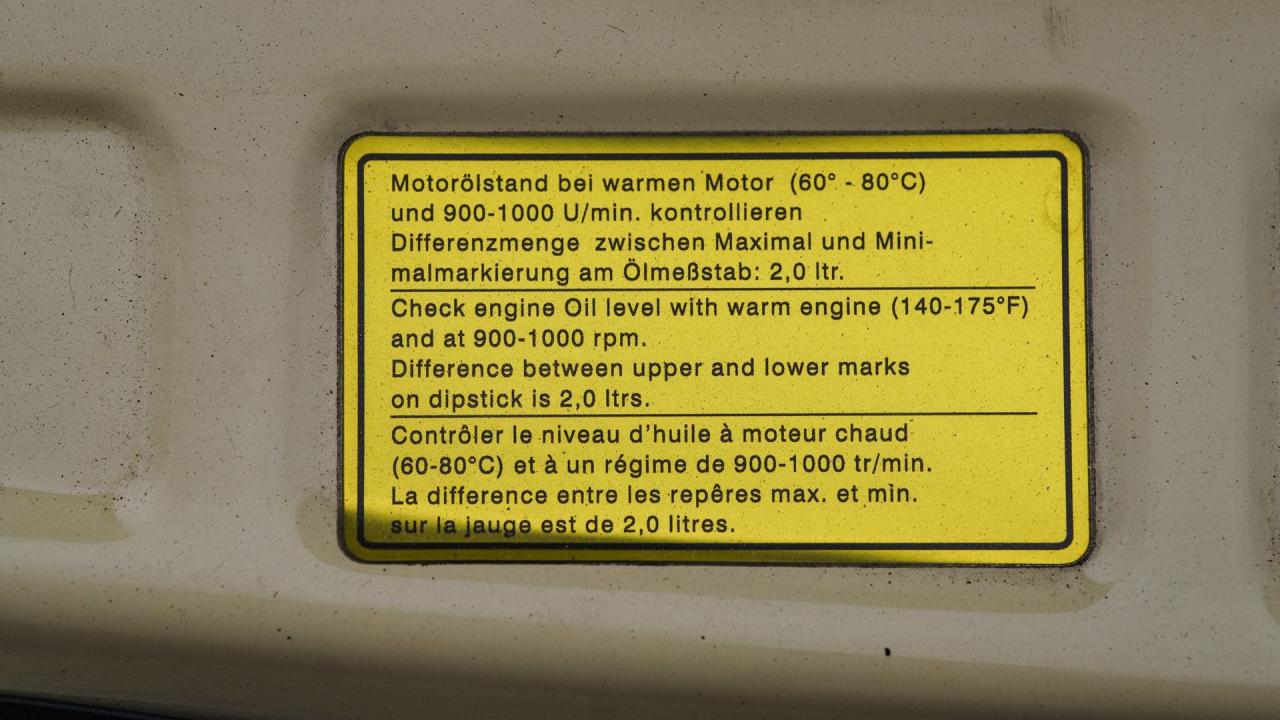 Motorölstand bei warmen Motor (60° - 80°C)
und 900-1000 U/min. kontrollieren
Differenzmenge zwischen Maximal und Mini-
malmarkierung am Ölmeßstab: 2,0 ltr.
Check engine Oil level with warm engine (140-175°F)
and at 900-1000 rpm.
Difference between upper and lower marks
on dipstick is 2,0 ltrs.
Contrôler le niveau d'huile à moteur chaud
(60-80°C) et à un régime de 900-1000 tr/min.
La difference entre les repêres max. et min.
sur la jauge est de 2,0 litres.